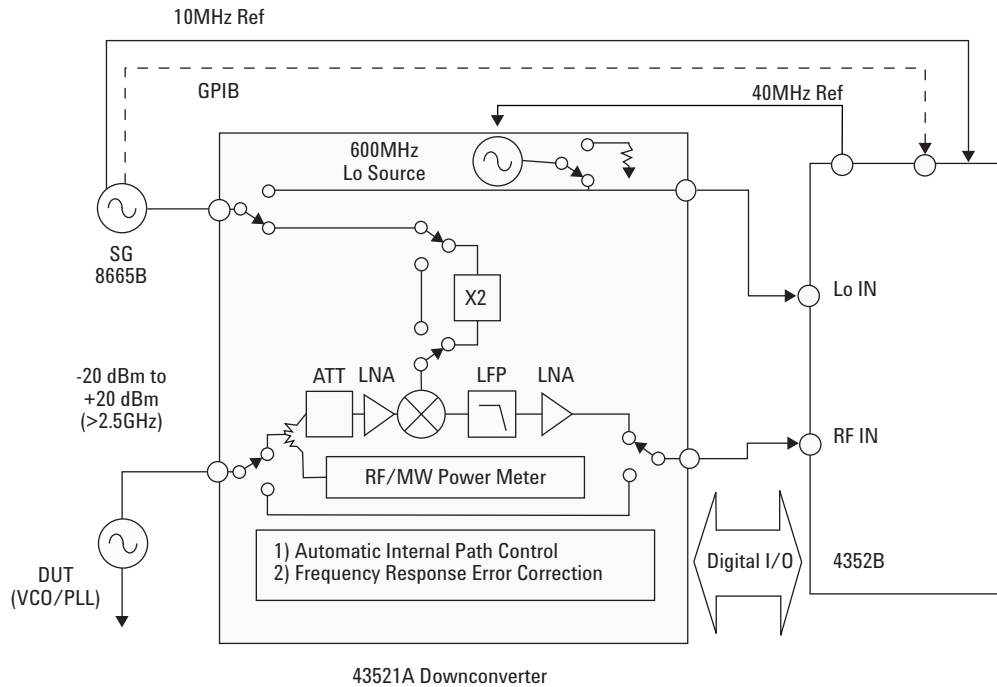 10MHz Ref
GPIB
40MHz Ref
600MHz
Lo Source
SG
8665B
X2
Lo IN
-20 dBm to
+20 dBm
(>2.5GHz)
ATT
LNA
LFP
LNA
RF IN
RF/MW Power Meter
1) Automatic Internal Path Control
2) Frequency Response Error Correction
Digital I/O
4352B
DUT
(VCO/PLL)
43521A Downconverter